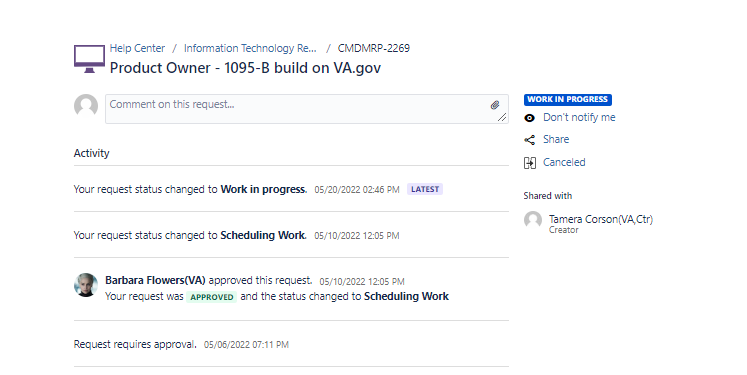 Help Center / Information Technology Re... / CMDMRP-2269
Product Owner - 1095-B build on VA.gov
Comment on this request...
Activity
Your request status changed to Work in progress. 05/20/2022 02:46 PM LATEST
Your request status changed to Scheduling Work. 05/10/2022 12:05 PM
Barbara Flowers(VA) approved this request. 05/10/2022 12:05 PM
Your request was APPROVED and the status changed to Scheduling Work
Request requires approval. 05/06/2022 07:11 PM
WORK IN PROGRESS
Don't notify me
Share
Canceled
Shared with
Tamera Corson(VA,Ctr)
Creator